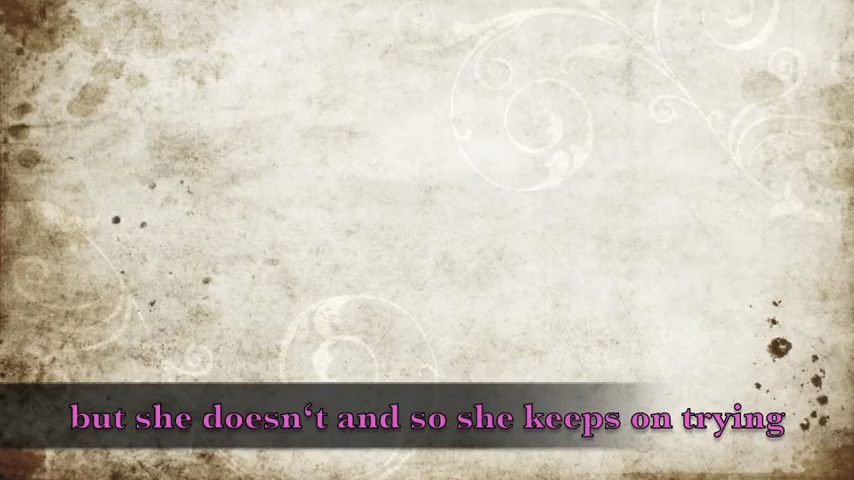 but she doesn‘t and so she keeps on trying